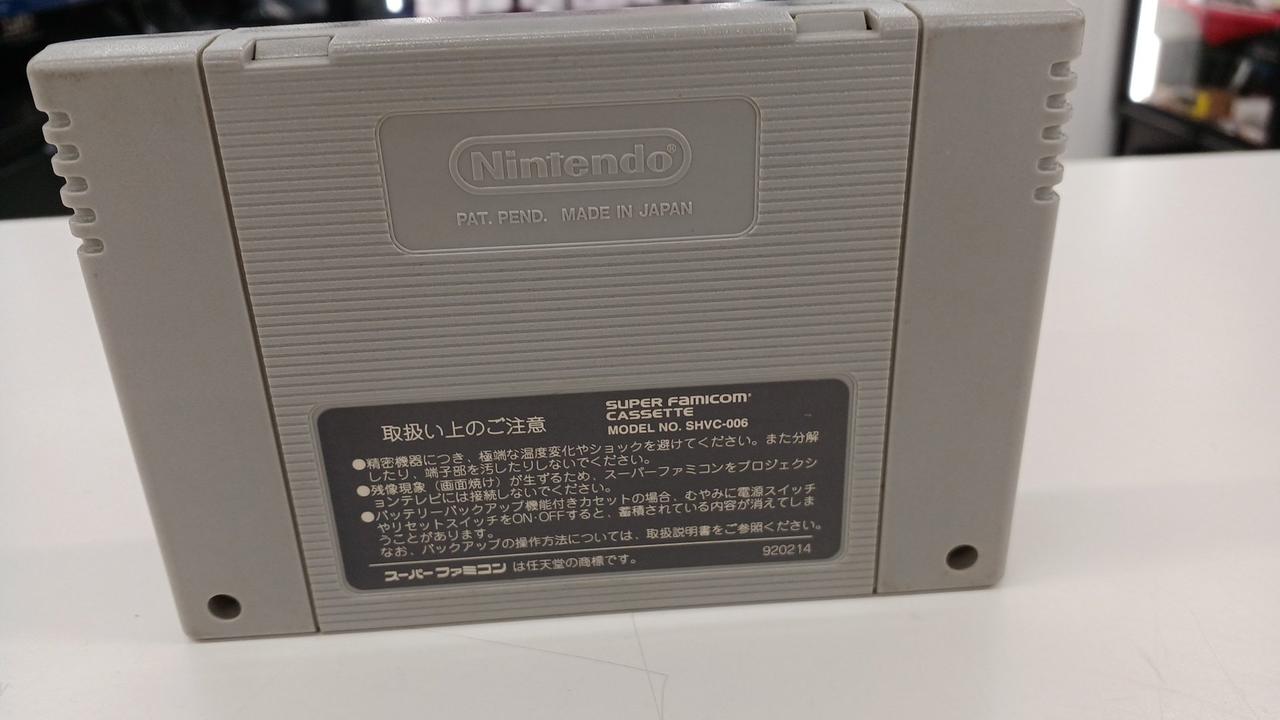 Nintendo®
PAT. PEND. MADE IN JAPAN
取扱い上のご注意
SUPER FAMICOM®
CASSETTE
MODEL NO. SHVC-006
●精密機器につき、極端な温度変化やショックを避けてください。また分解
したり、端子部を汚したりしないでください。
●残像現象（画面焼け）が生ずるため、スーパーファミコンをプロジェクシ
ョンテレビには接続しないでください。
●バッテリーバックアップ機能付きカセットの場合、むやみに電源スイッチ
やリセットスイッチをON･OFFすると、蓄積されている内容が消えてしま
うことがあります。
なお、バックアップの操作方法については、取扱説明書をご参照ください。
920214
スーパーファミコンは任天堂の商標です。